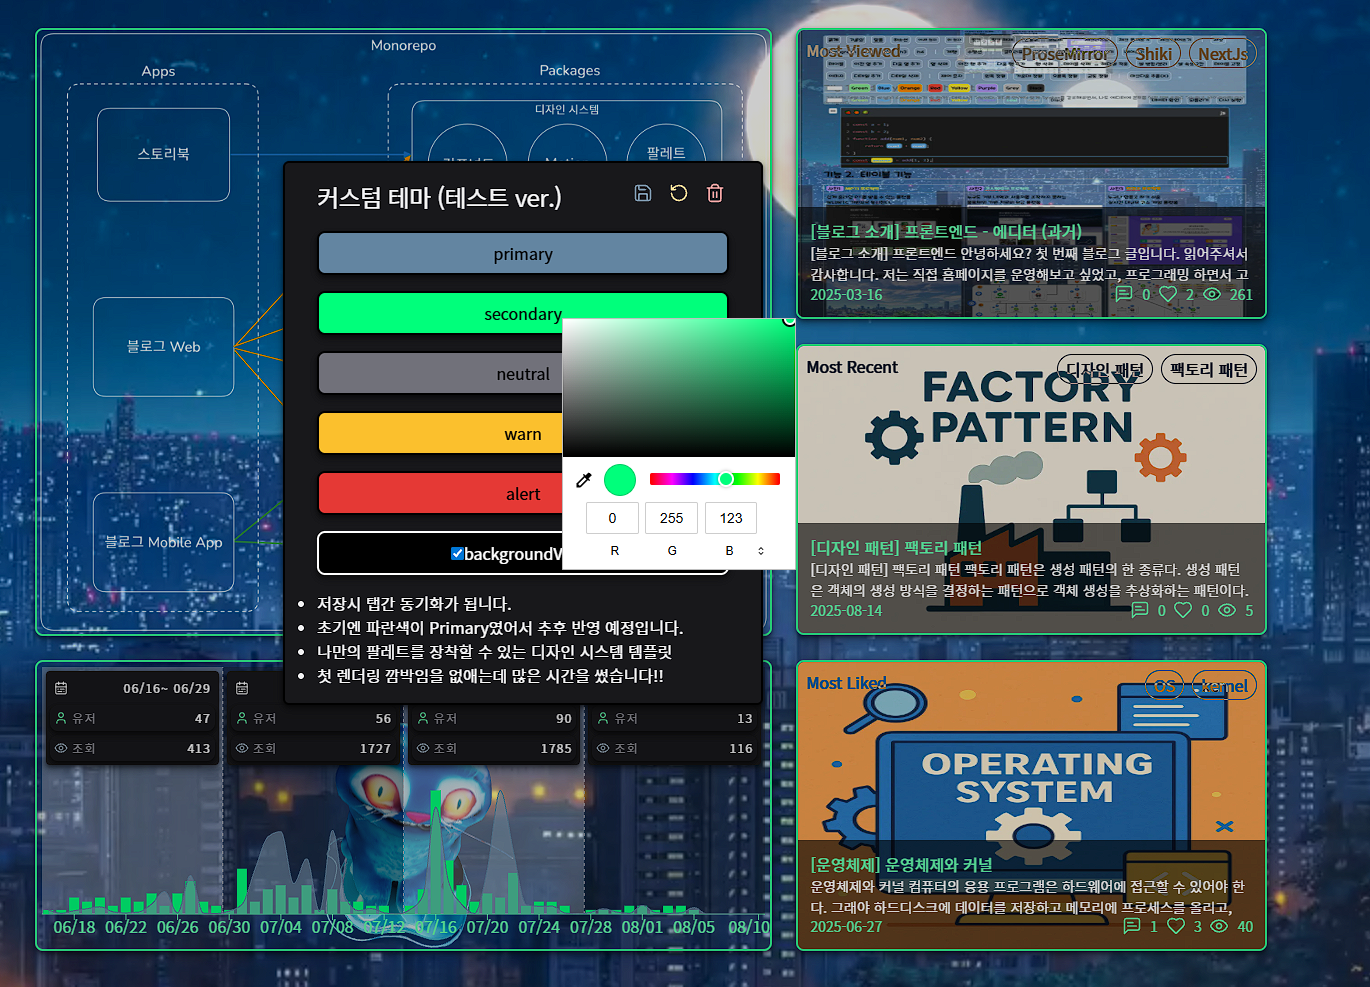 Monorepo
Apps
Packages
디자인 시스템
스토리북
팔레트
블로그 Web
블로그 Mobile App
커스텀 테마 (테스트 ver.)
primary
secondary
neutral
warn
alert
backgroundV
0 255 123
R G B
저장시 탭간 동기화가 됩니다.
초기엔 파란색이 Primary였어서 추후 반영 예정입니다.
나만의 팔레트를 장착할 수 있는 디자인 시스템 템플릿
첫 렌더링 깜박임을 없애는데 많은 시간을 썼습니다!!
06/16~ 06/29
유저 47
조회 413
유저 56
조회 1727
유저 90
조회 1785
유저 13
조회 116
06/18 06/22 06/26 06/30 07/04 07/08 07/12 07/16 07/20 07/24 07/28 08/01 08/05 08/10
Most Viewed
ProseMirror Shiki NextJs
Green Blue Orange Red Yellow Purple Grey
기능 2. 테이블 기능
[블로그 소개] 프론트엔드 - 에디터 (과거)
[블로그 소개] 프론트엔드 안녕하세요? 첫 번째 블로그 글입니다. 읽어주셔서
감사합니다. 저는 직접 홈페이지를 운영해보고 싶었고, 프로그래밍 하면서 고
2025-03-16 0 2 261
Most Recent
디자인 패턴 팩토리 패턴
FACTORY
PATTERN
[디자인 패턴] 팩토리 패턴
[디자인 패턴] 팩토리 패턴 팩토리 패턴은 생성 패턴의 한 종류다. 생성 패턴
은 객체의 생성 방식을 결정하는 패턴으로 객체 생성을 추상화하는 패턴이다.
2025-08-14 0 0 5
Most Liked
OS kernel
OPERATING
SYSTEM
[운영체제] 운영체제와 커널
운영체제와 커널 컴퓨터의 응용 프로그램은 하드웨어에 접근할 수 있어야 한
다. 그래야 하드디스크에 데이터를 저장하고 메모리에 프로세스를 올리고,
2025-06-27 1 3 40